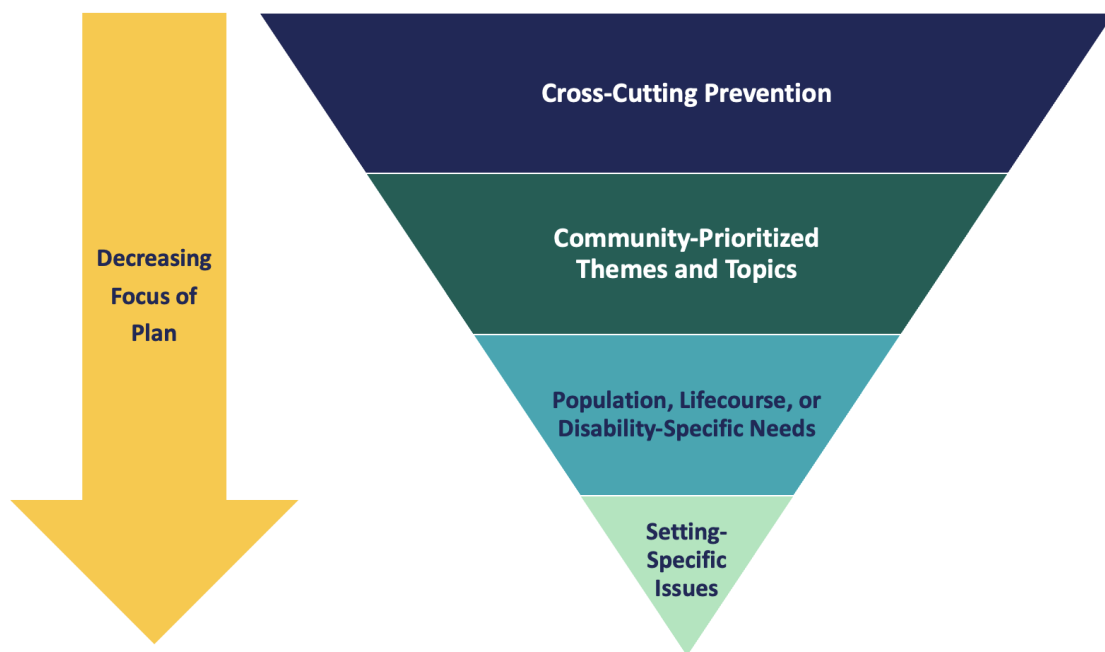 Cross-Cutting Prevention
Community-Prioritized
Themes and Topics
Decreasing
Focus of
Plan
Population, Lifecourse, or
Disability-Specific Needs
Setting-
Specific
Issues